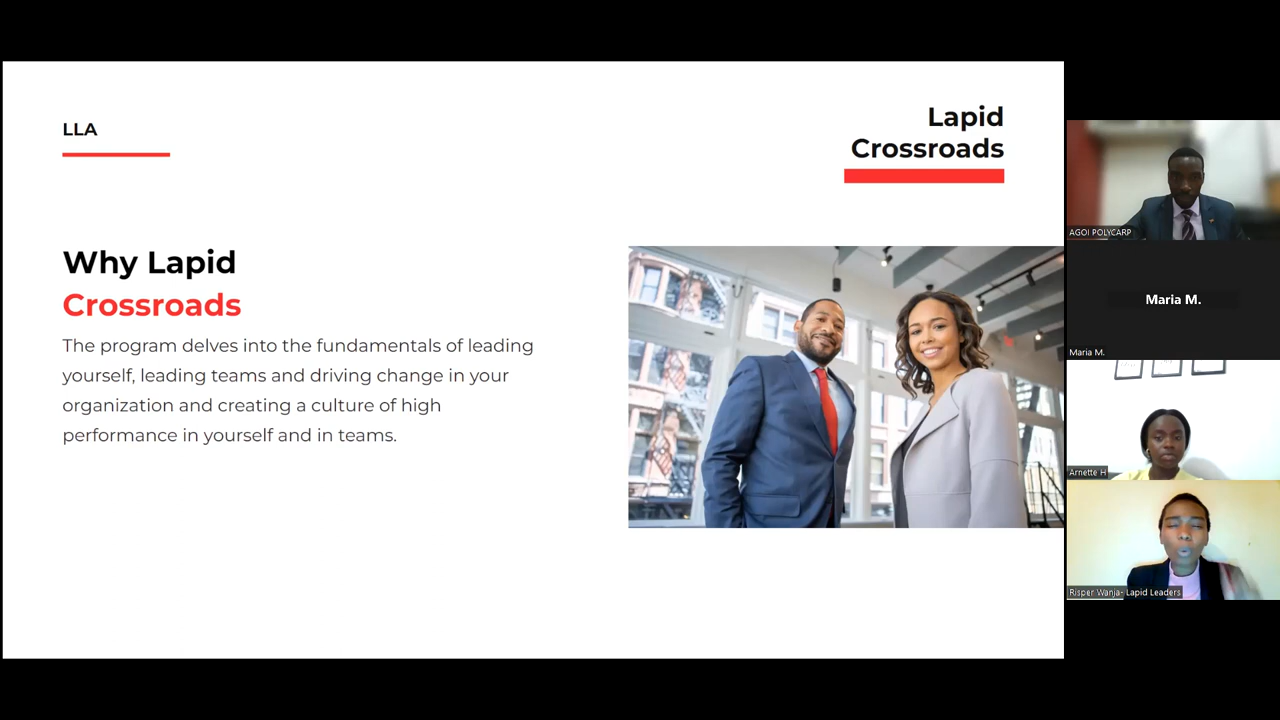 LLA
Lapid
Crossroads
Why Lapid
Crossroads
The program delves into the fundamentals of leading
yourself, leading teams and driving change in your
organization and creating a culture of high
performance in yourself and in teams.
AGOI POLYCARP
Maria M.
Maria M.
Arnette H
Risper Wanja- Lapid Leaders